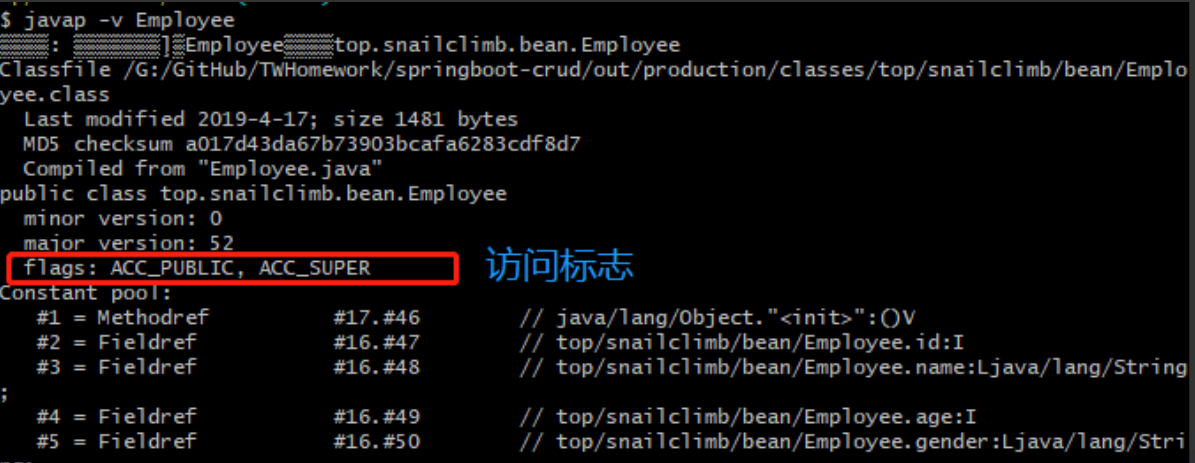 $ javap -v Employee
: ]Employee top.snailclimb.bean.Employee
Classfile /G:/GitHub/TWHomework/springboot-crud/out/production/classes/top/snailclimb/bean/Emplo
yee.class
Last modified 2019-4-17; size 1481 bytes
MD5 checksum a017d43da67b73903bcafa6283cdf8d7
Compiled from "Employee.java"
public class top.snailclimb.bean.Employee
minor version: 0
major version: 52
flags: ACC_PUBLIC, ACC_SUPER 访问标志
Constant pool:
#1 = Methodref #17.#46 // java/lang/Object."<init>":()V
#2 = Fieldref #16.#47 // top/snailclimb/bean/Employee.id:I
#3 = Fieldref #16.#48 // top/snailclimb/bean/Employee.name:Ljava/lang/String
;
#4 = Fieldref #16.#49 // top/snailclimb/bean/Employee.age:I
#5 = Fieldref #16.#50 // top/snailclimb/bean/Employee.gender:Ljava/lang/Stri